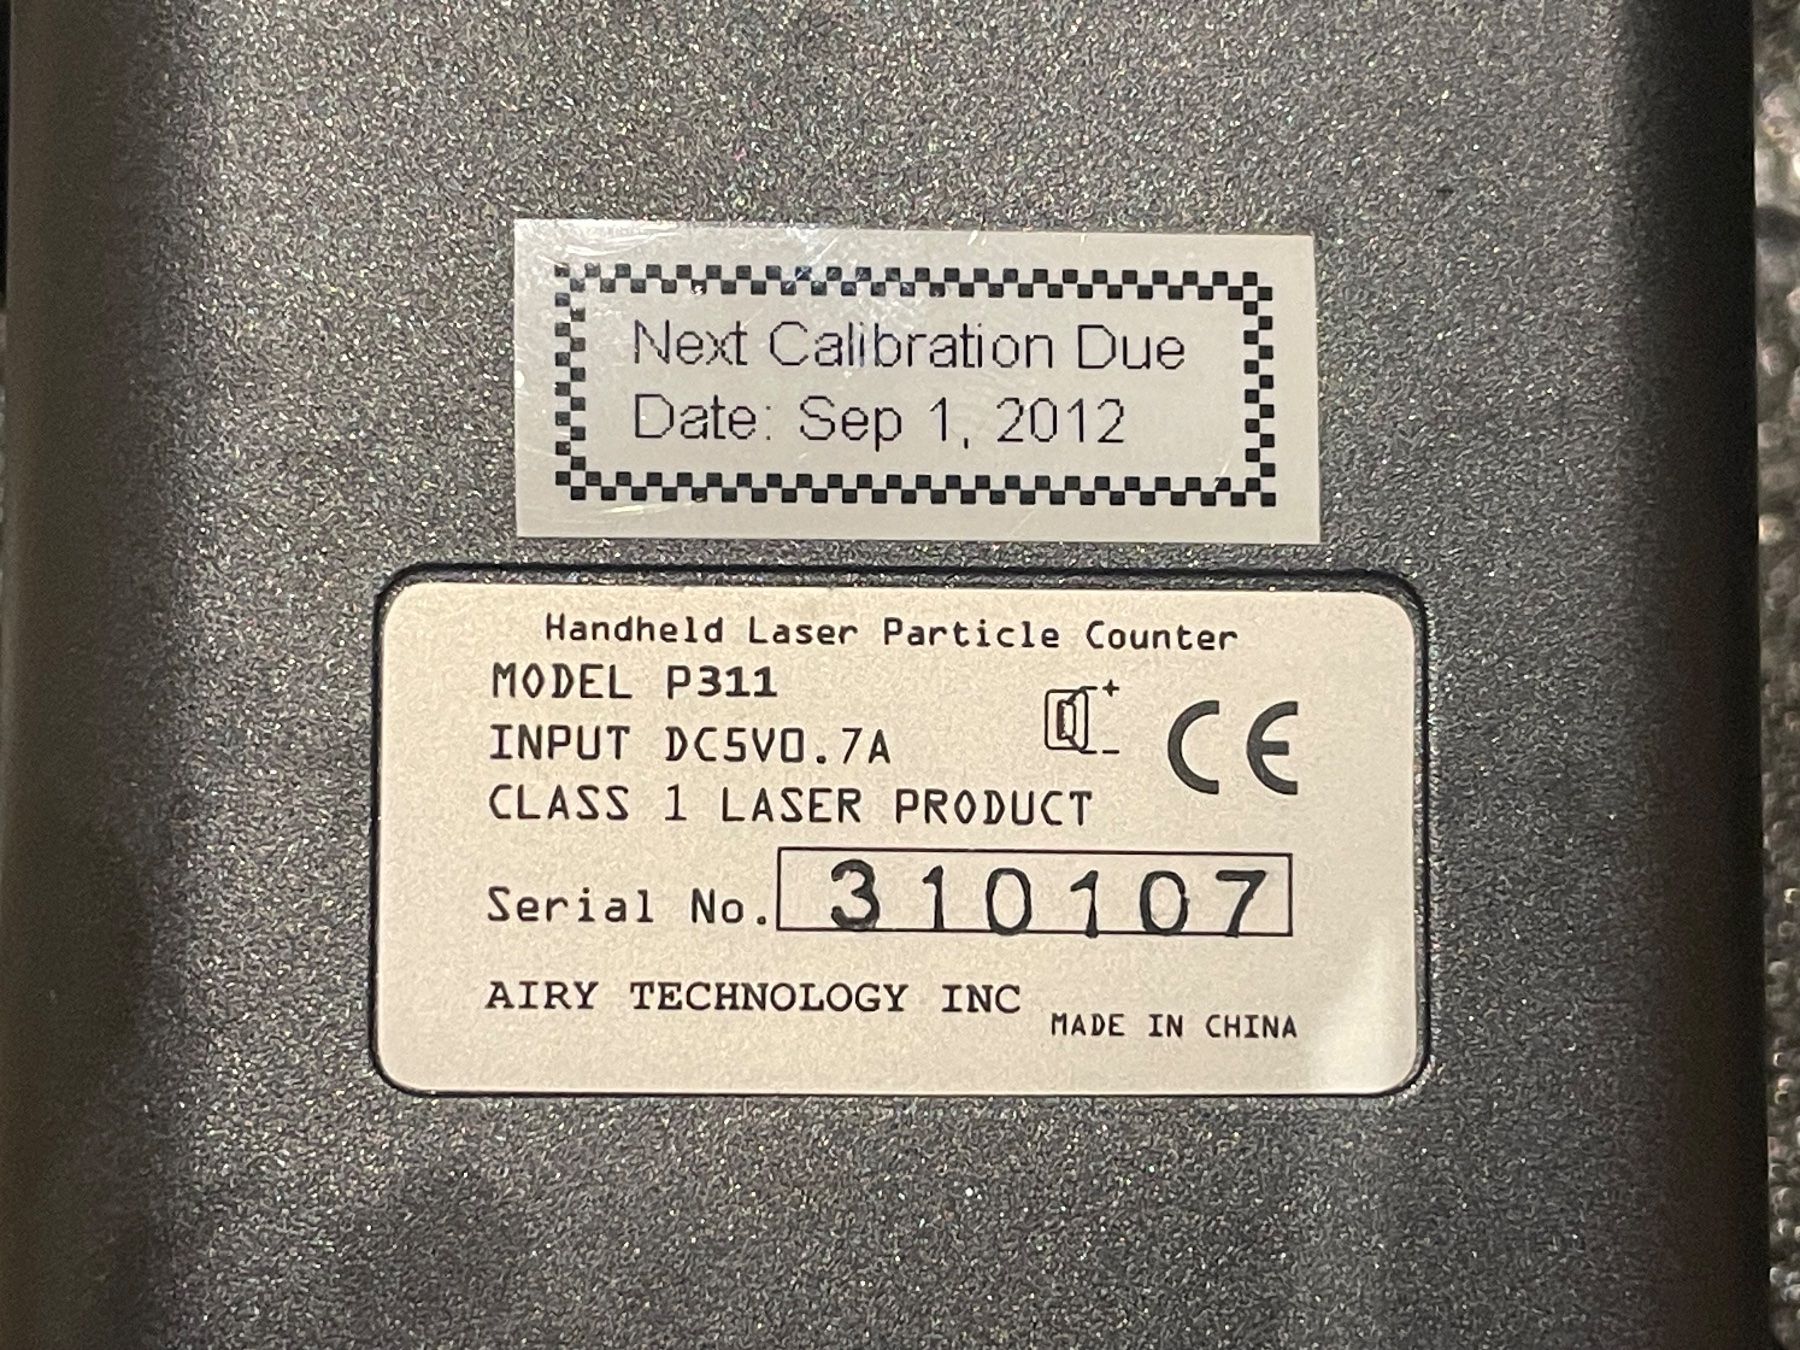 Next Calibration Due
Date: Sep 1, 2012
Handheld Laser Particle Counter
MODEL P311
INPUT DC5V0.7A
+
-
CE
CLASS 1 LASER PRODUCT
Serial No. 310107
AIRY TECHNOLOGY INC
MADE IN CHINA